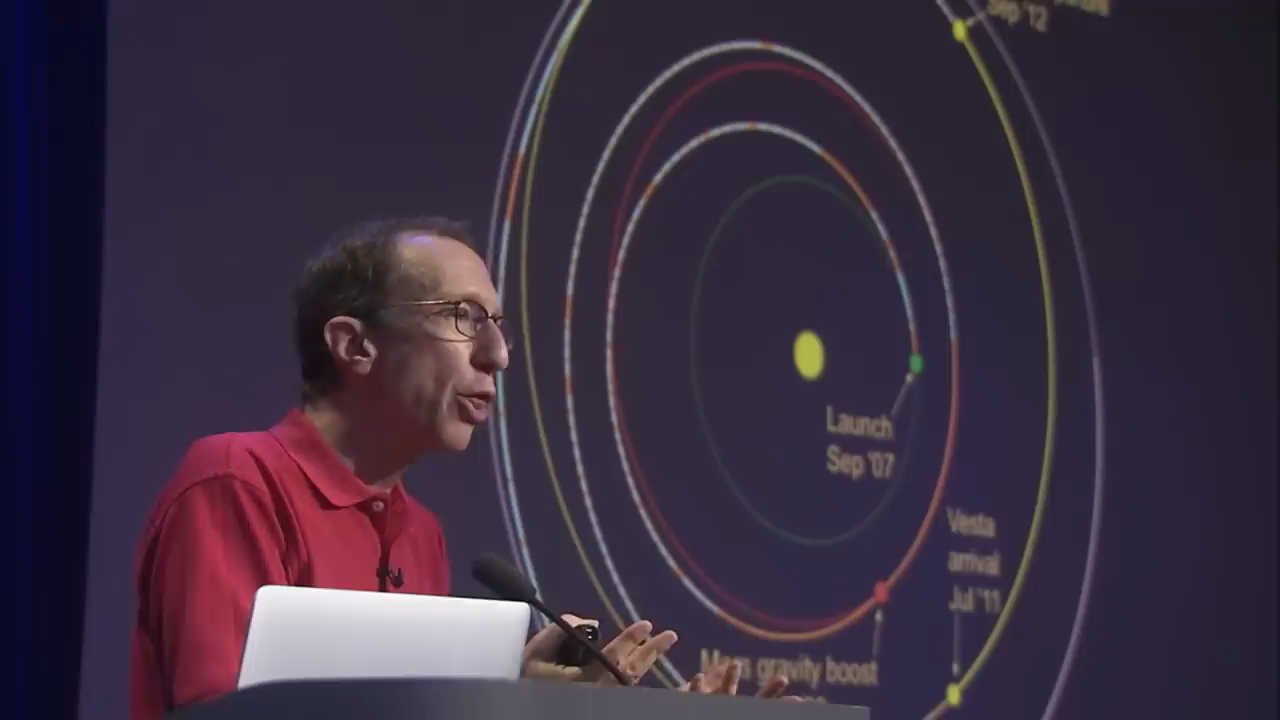 Sep '12
Launch
Sep '07
Vesta
arrival
Jul '11
Mars gravity boost